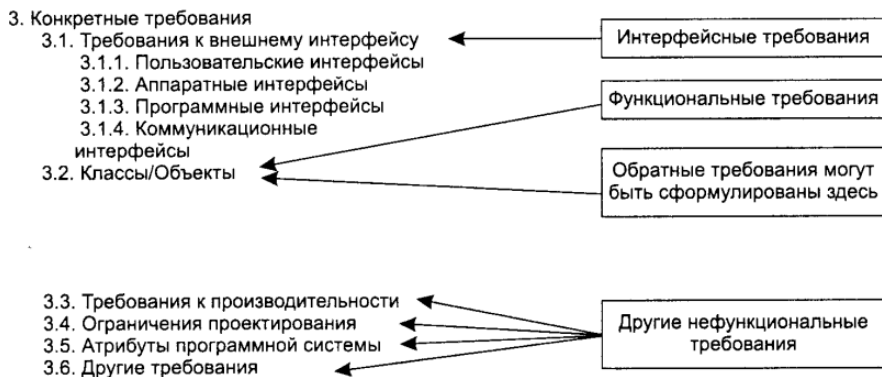 3. Конкретные требования
3.1. Требования к внешнему интерфейсу
Интерфейсные требования
3.1.1. Пользовательские интерфейсы
3.1.2. Аппаратные интерфейсы
3.1.3. Программные интерфейсы
Функциональные требования
3.1.4. Коммуникационные
интерфейсы
3.2. Классы/Объекты
Обратные требования могут
быть сформулированы здесь
3.3. Требования к производительности
3.4. Ограничения проектирования
3.5. Атрибуты программной системы
3.6. Другие требования
Другие нефункциональные
требования